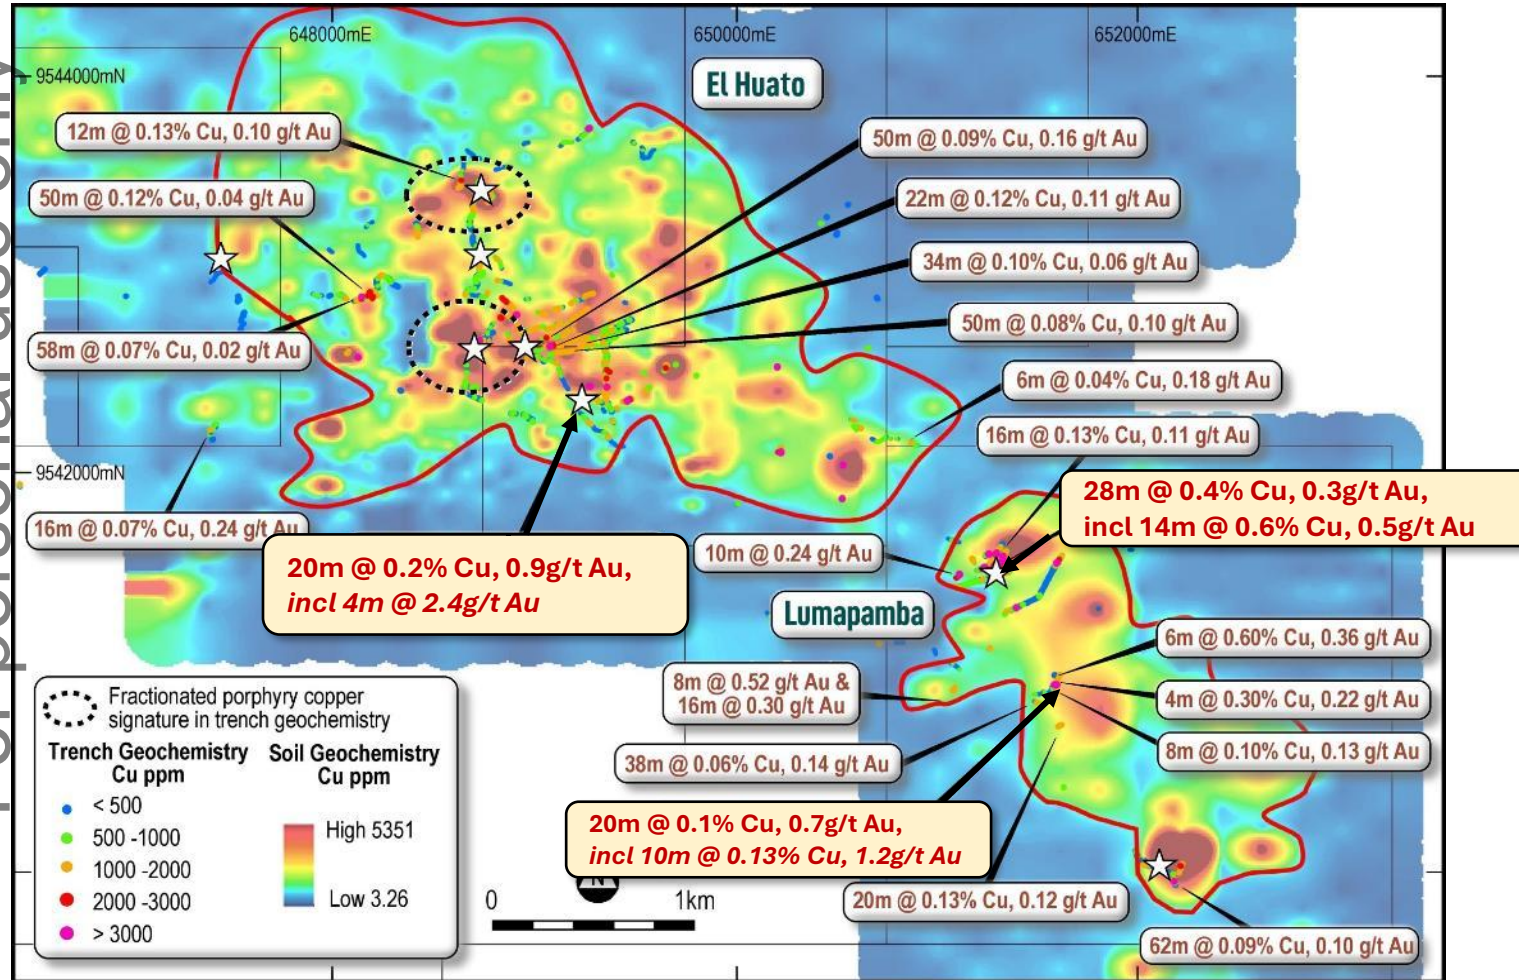 648000mE
650000mE
652000mE
9544000mN
El Huato
12m @ 0.13% Cu, 0.10 g/t Au
50m @ 0.09% Cu, 0.16 g/t Au
50m @ 0.12% Cu, 0.04 g/t Au
22m @ 0.12% Cu, 0.11 g/t Au
34m @ 0.10% Cu, 0.06 g/t Au
50m @ 0.08% Cu, 0.10 g/t Au
58m @ 0.07% Cu, 0.02 g/t Au
6m @ 0.04% Cu, 0.18 g/t Au
16m @ 0.13% Cu, 0.11 g/t Au
9542000mN
28m @ 0.4% Cu, 0.3g/t Au,
incl 14m @ 0.6% Cu, 0.5g/t Au
16m @ 0.07% Cu, 0.24 g/t Au
10m @ 0.24 g/t Au
20m @ 0.2% Cu, 0.9g/t Au,
incl 4m @ 2.4g/t Au
Lumapamba
6m @ 0.60% Cu, 0.36 g/t Au
8m @ 0.52 g/t Au &
16m @ 0.30 g/t Au
4m @ 0.30% Cu, 0.22 g/t Au
8m @ 0.10% Cu, 0.13 g/t Au
38m @ 0.06% Cu, 0.14 g/t Au
20m @ 0.1% Cu, 0.7g/t Au,
incl 10m @ 0.13% Cu, 1.2g/t Au
20m @ 0.13% Cu, 0.12 g/t Au
62m @ 0.09% Cu, 0.10 g/t Au
Fractionated porphyry copper
signature in trench geochemistry
Trench Geochemistry
Cu ppm
< 500
500 -1000
1000 -2000
2000 -3000
> 3000
Soil Geochemistry
Cu ppm
High 5351
Low 3.26
N
0
1km